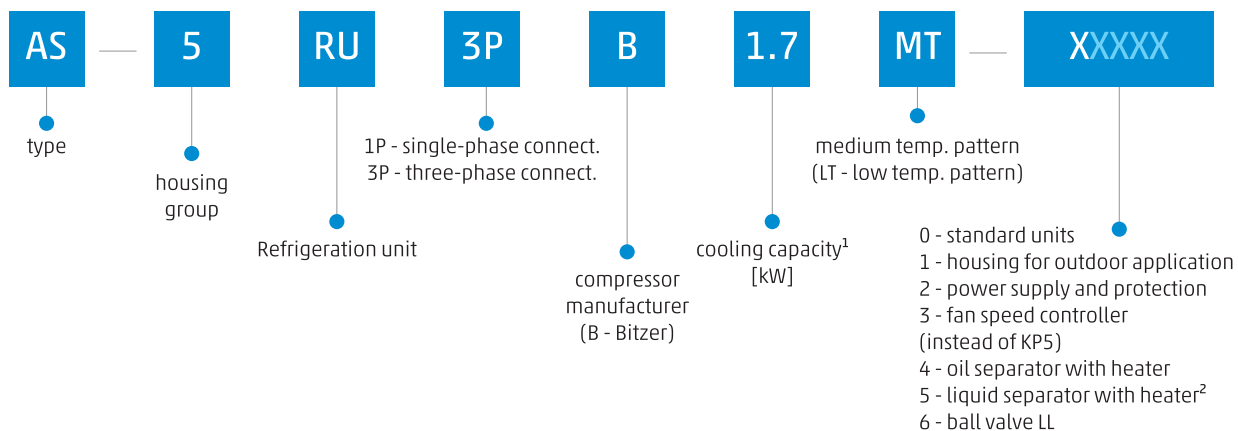 AS 5 RU 3P B 1.7 MT XXXXX
type
housing
group
Refrigeration unit
1P - single-phase connect.
3P - three-phase connect.
compressor
manufacturer
(B - Bitzer)
cooling capacity¹
[kW]
medium temp. pattern
(LT - low temp. pattern)
0 - standard units
1 - housing for outdoor application
2 - power supply and protection
3 - fan speed controller
(instead of KP5)
4 - oil separator with heater
5 - liquid separator with heater²
6 - ball valve LL